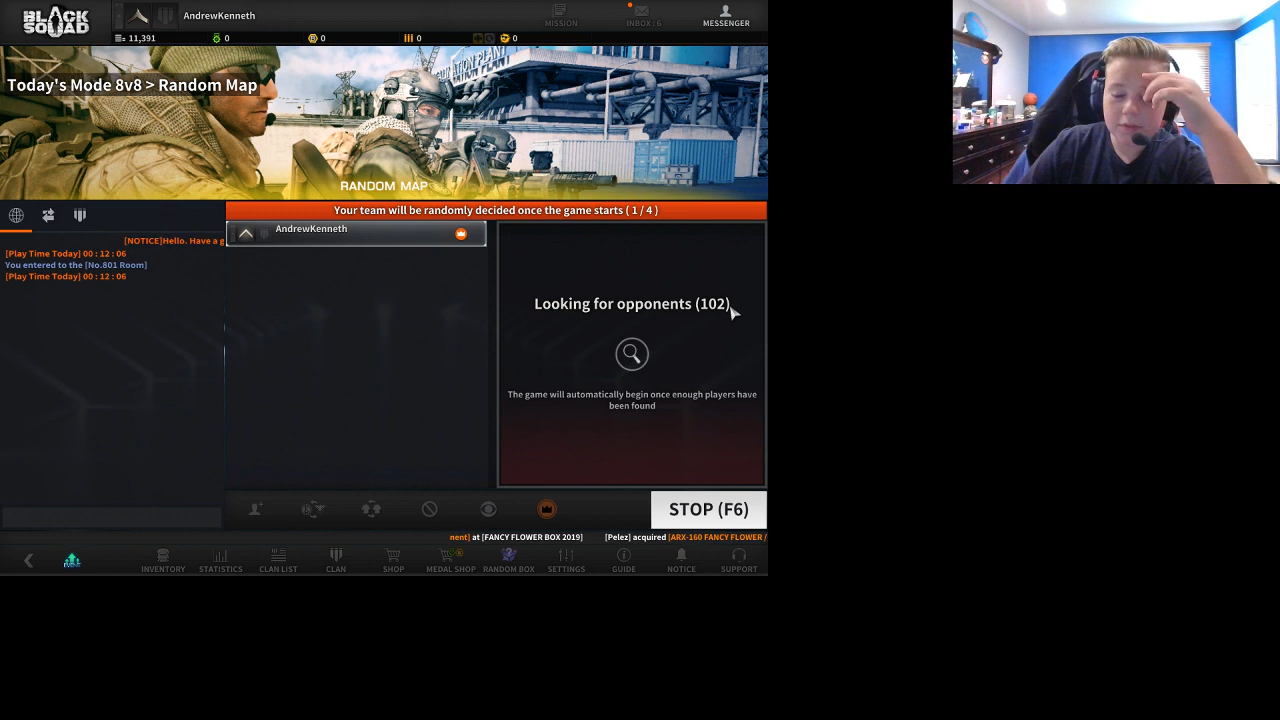 BLACK SQUAD
AndrewKenneth
MISSION
INBOX : 6
MESSENGER
11,391
0
0
0
0
Today's Mode 8v8 > Random Map
RANDOM MAP
Your team will be randomly decided once the game starts ( 1 / 4 )
[NOTICE]Hello. Have a g
[Play Time Today] 00 : 12 : 06
You entered to the [No.801 Room]
[Play Time Today] 00 : 12 : 06
AndrewKenneth
Looking for opponents (102)
The game will automatically begin once enough players have
been found
STOP (F6)
nent] at [FANCY FLOWER BOX 2019] [Pelez] acquired [ARX-160 FANCY FLOWER /
INVENTORY
STATISTICS
CLAN LIST
CLAN
SHOP
MEDAL SHOP
RANDOM BOX
SETTINGS
GUIDE
NOTICE
SUPPORT